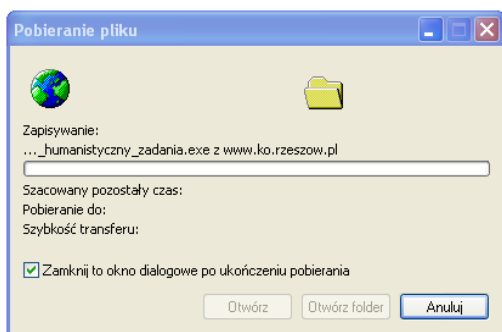 Pobieranie pliku
Zapisywanie:
..._humanistyczny_zadania.exe z www.ko.rzeszow.pl
Szacowany pozostały czas:
Pobieranie do:
Szybkość transferu:
Zamknij to okno dialogowe po ukończeniu pobierania
Otwórz Otwórz folder Anuluj